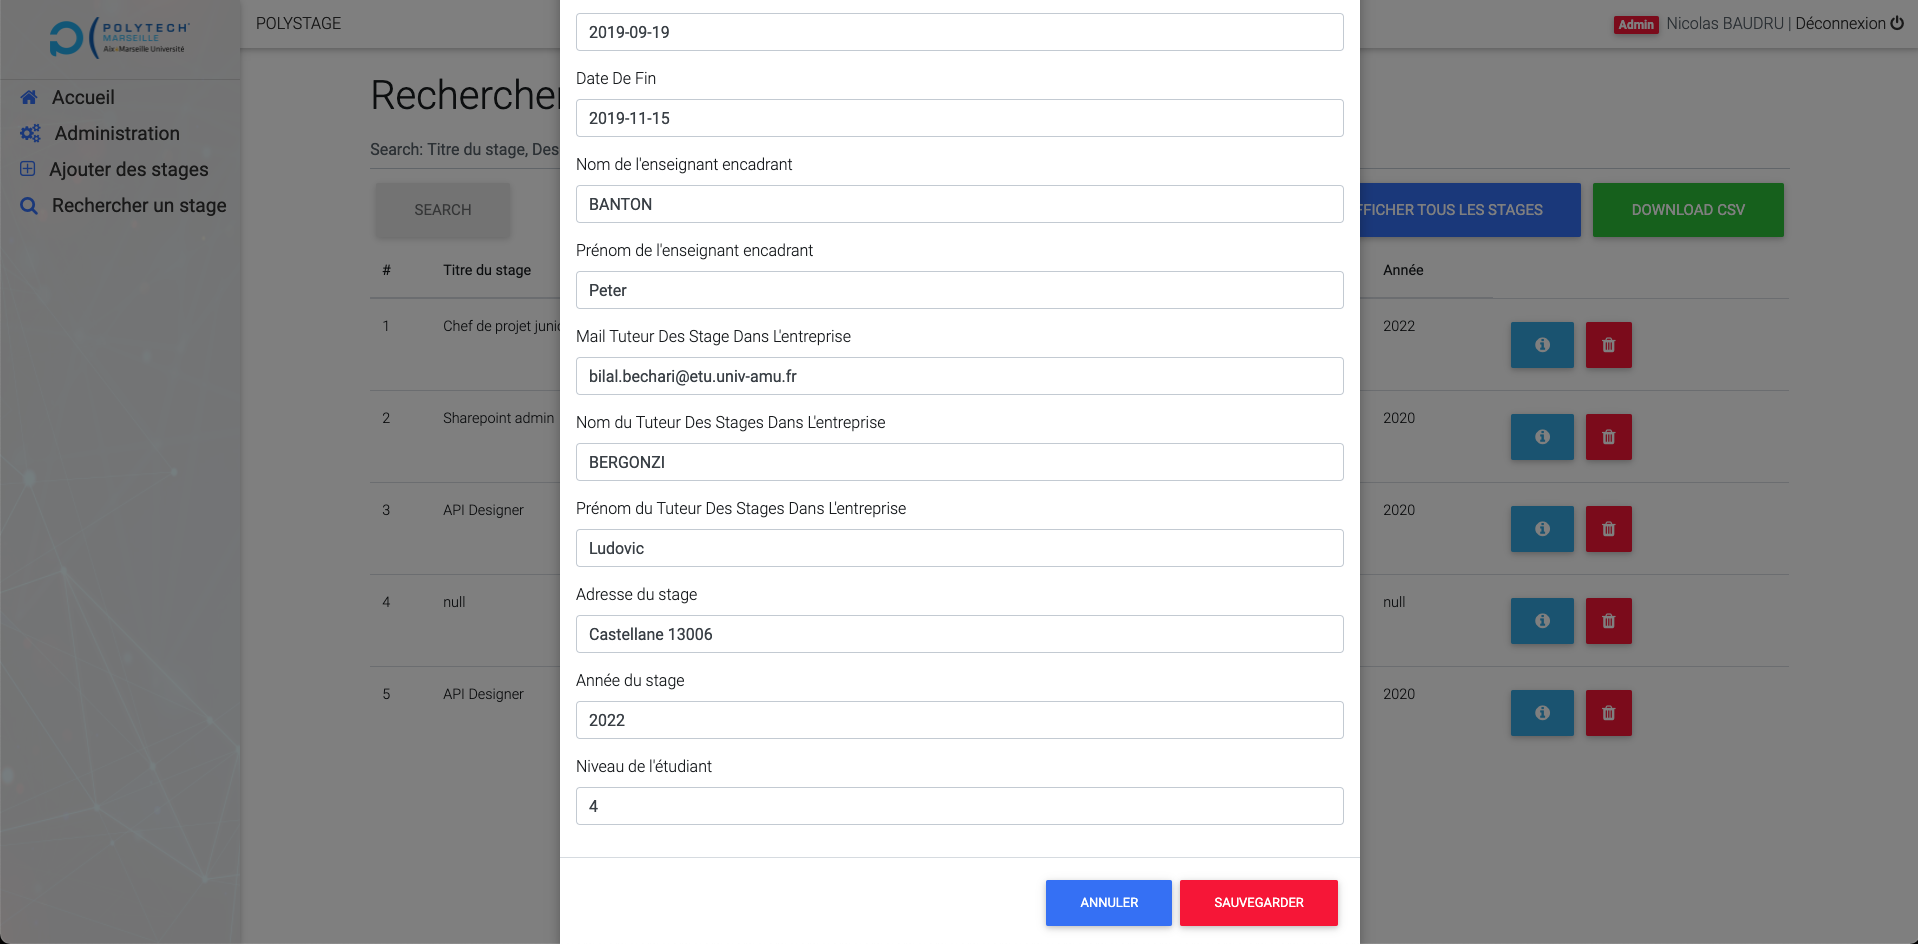 POLYTECH
MARSEILLE
Aix-Marseille Université
POLYSTAGE
Admin Nicolas BAUDRU | Déconnexion
Accueil
Administration
Ajouter des stages
Rechercher un stage
Rechercher
Search: Titre du stage, Des
SEARCH
FFICHER TOUS LES STAGES
DOWNLOAD CSV
# Titre du stage Année
1 Chef de projet junio 2022
2 Sharepoint admin 2020
3 API Designer 2020
4 null null
5 API Designer 2020
2019-09-19
Date De Fin
2019-11-15
Nom de l'enseignant encadrant
BANTON
Prénom de l'enseignant encadrant
Peter
Mail Tuteur Des Stage Dans L'entreprise
bilal.bechari@etu.univ-amu.fr
Nom du Tuteur Des Stages Dans L'entreprise
BERGONZI
Prénom du Tuteur Des Stages Dans L'entreprise
Ludovic
Adresse du stage
Castellane 13006
Année du stage
2022
Niveau de l'étudiant
4
ANNULER
SAUVEGARDER